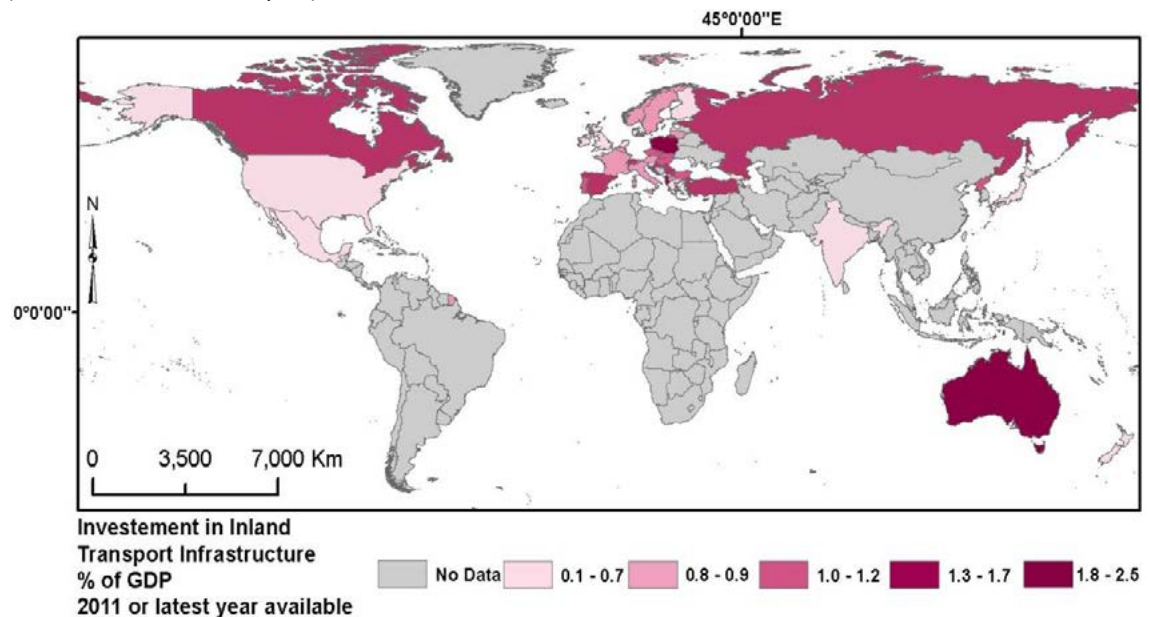 45°0'00"E
N
0°0'00"
0 3,500 7,000 Km
Investement in Inland
Transport Infrastructure
% of GDP
2011 or latest year available
No Data 0.1 - 0.7 0.8 - 0.9 1.0 - 1.2 1.3 - 1.7 1.8 - 2.5